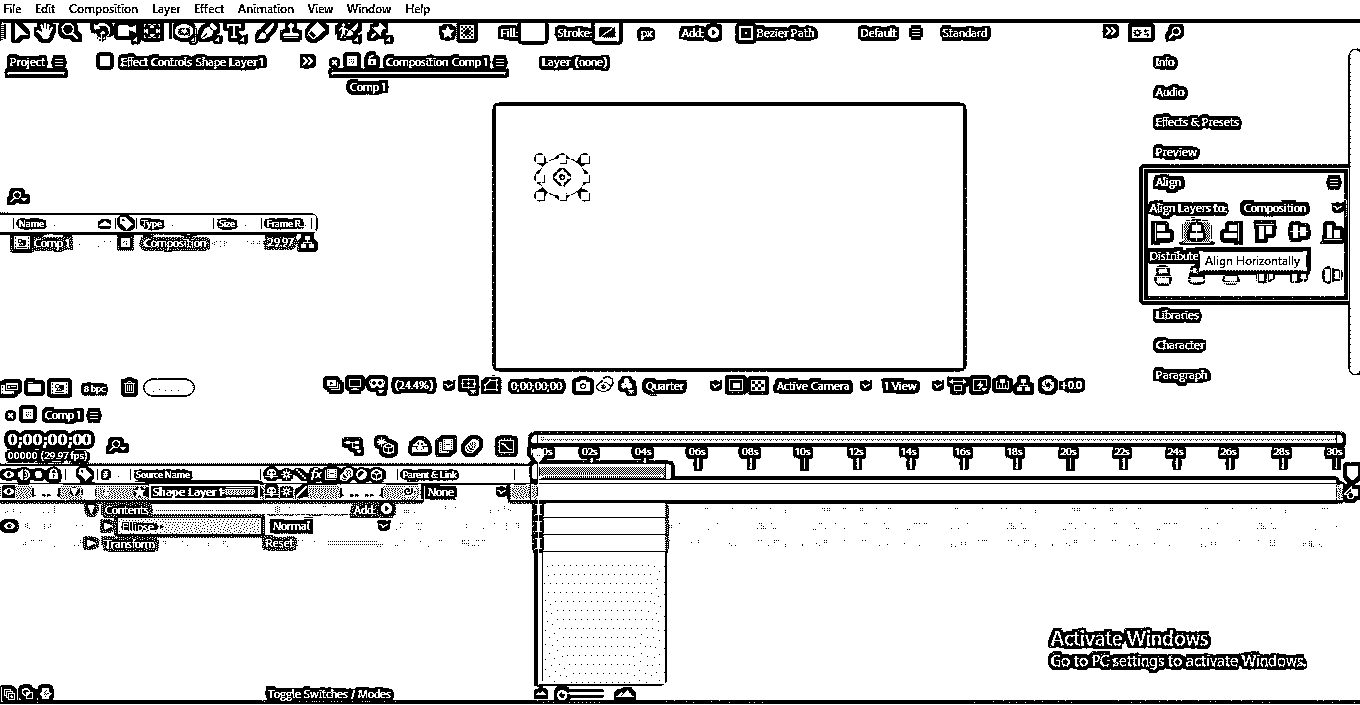 File Edit Composition Layer Effect Animation View Window Help
Fill: Stroke: px Add: Bezier Path Default Standard
Project Effect Controls Shape Layer 1 Composition Comp 1 Layer (none)
Comp 1
Info
Audio
Effects & Presets
Preview
Align
Align Layers to: Composition
Distribute
Align Horizontally
Libraries
Character
Paragraph
Name Type Size Frame R..
Comp 1 Composition 29.97
8 bpc
(24.4%) 0;00;00;00 Quarter Active Camera 1 View +0.0
Comp 1
0;00;00;00
00000 (29.97 fps)
02s 04s 06s 08s 10s 12s 14s 16s 18s 20s 22s 24s 26s 28s 30s
# Source Name Parent & Link
Shape Layer 1 None
Contents Add:
Ellipse Normal
Transform Reset
Activate Windows
Go to PC settings to activate Windows.
Toggle Switches / Modes